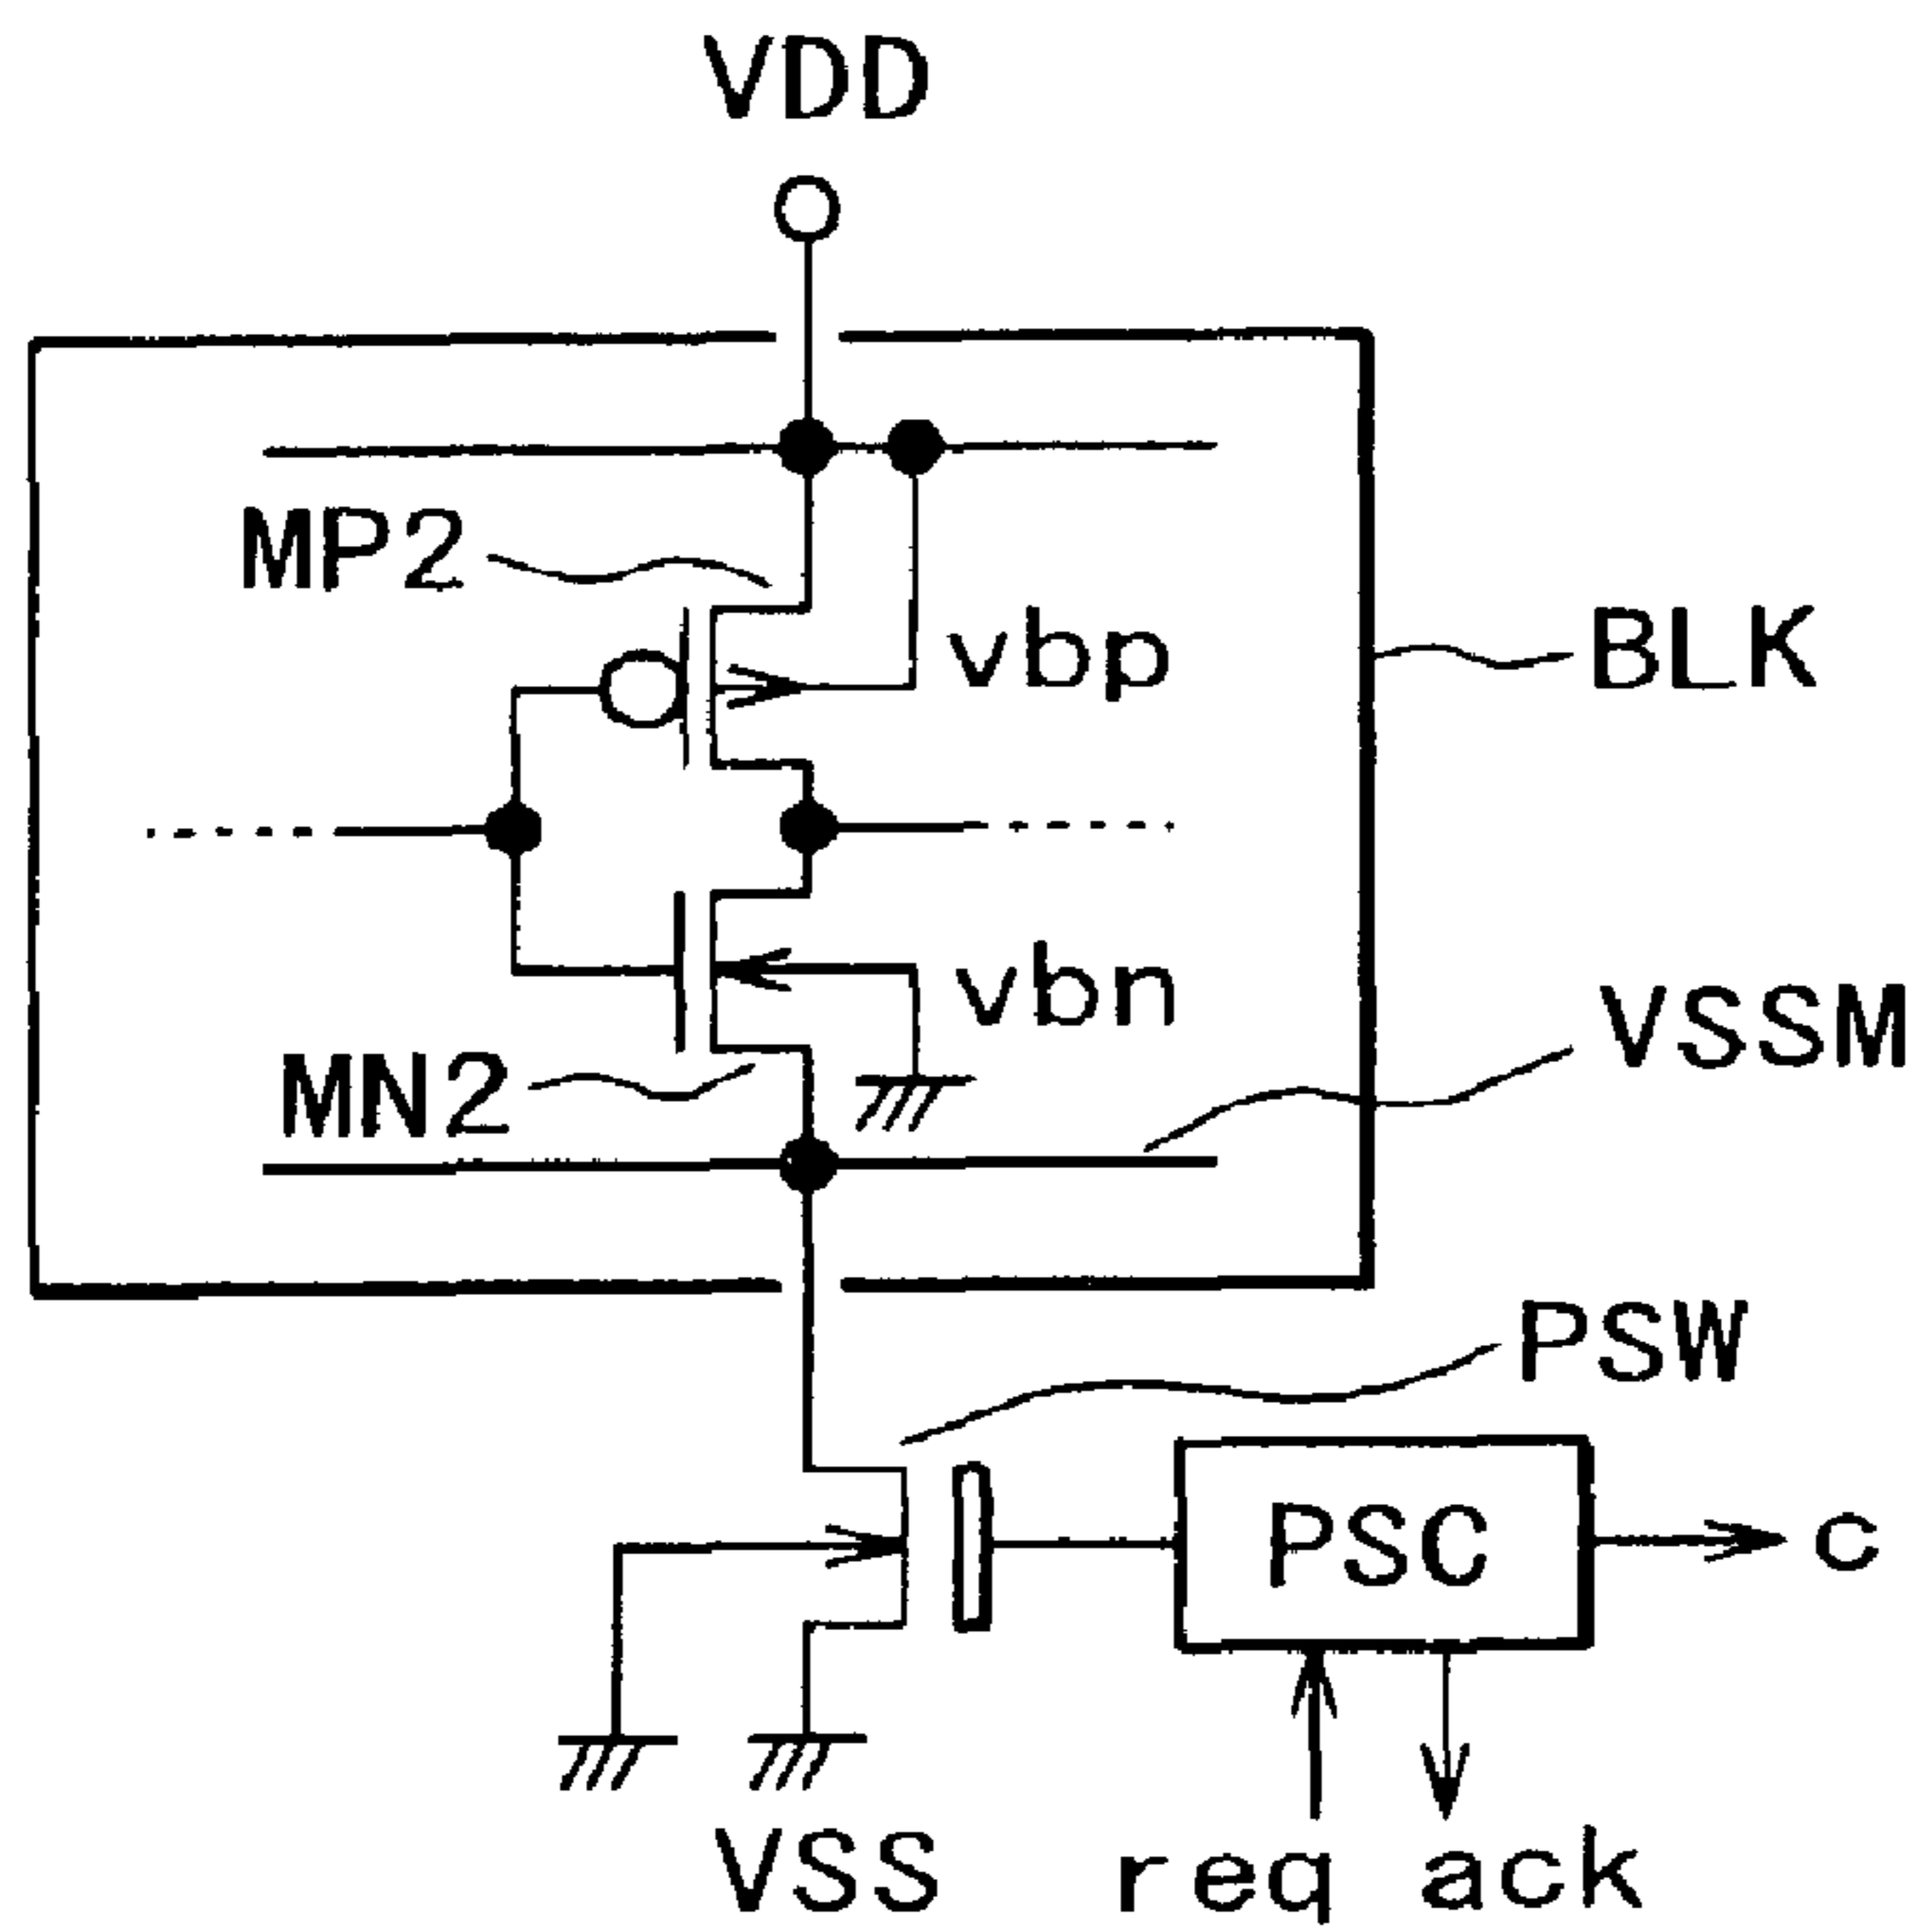 VDD
MP2
vbp
BLK
vbn
VSSM
MN2
PSW
PSC
c
VSS
req ack